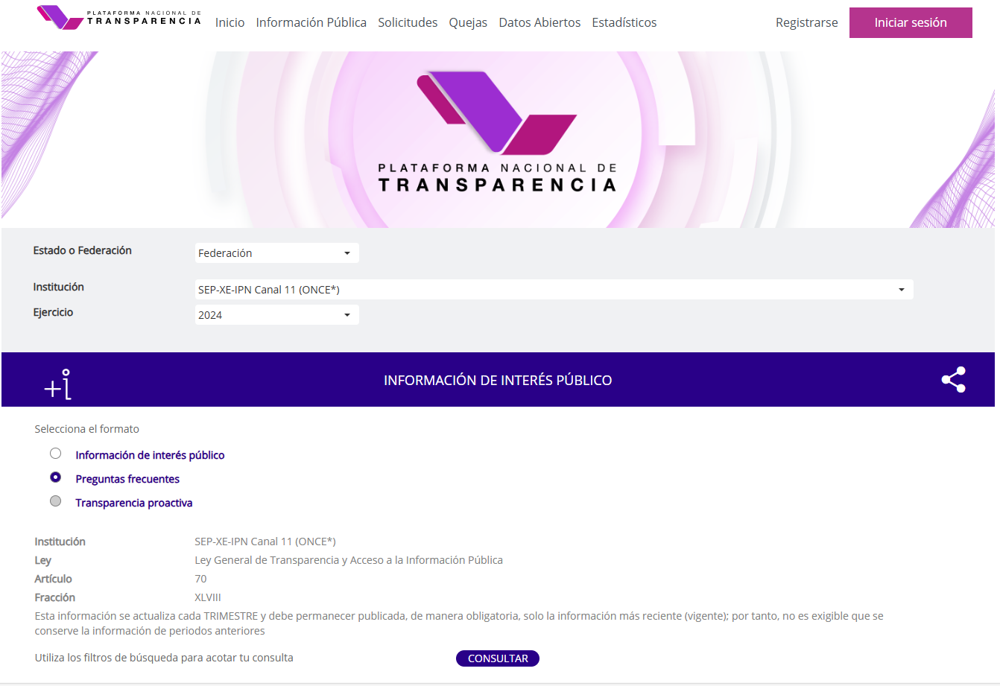 PLATAFORMA NACIONAL DE
TRANSPARENCIA
Inicio Información Pública Solicitudes Quejas Datos Abiertos Estadísticos Registrarse Iniciar sesión
PLATAFORMA NACIONAL DE
TRANSPARENCIA
Estado o Federación Federación
Institución SEP-XE-IPN Canal 11 (ONCE*)
Ejercicio 2024
+i INFORMACIÓN DE INTERÉS PÚBLICO
Selecciona el formato
Información de interés público
Preguntas frecuentes
Transparencia proactiva
Institución SEP-XE-IPN Canal 11 (ONCE*)
Ley Ley General de Transparencia y Acceso a la Información Pública
Artículo 70
Fracción XLVIII
Esta información se actualiza cada TRIMESTRE y debe permanecer publicada, de manera obligatoria, solo la información más reciente (vigente); por tanto, no es exigible que se
conserve la información de periodos anteriores
Utiliza los filtros de búsqueda para acotar tu consulta CONSULTAR